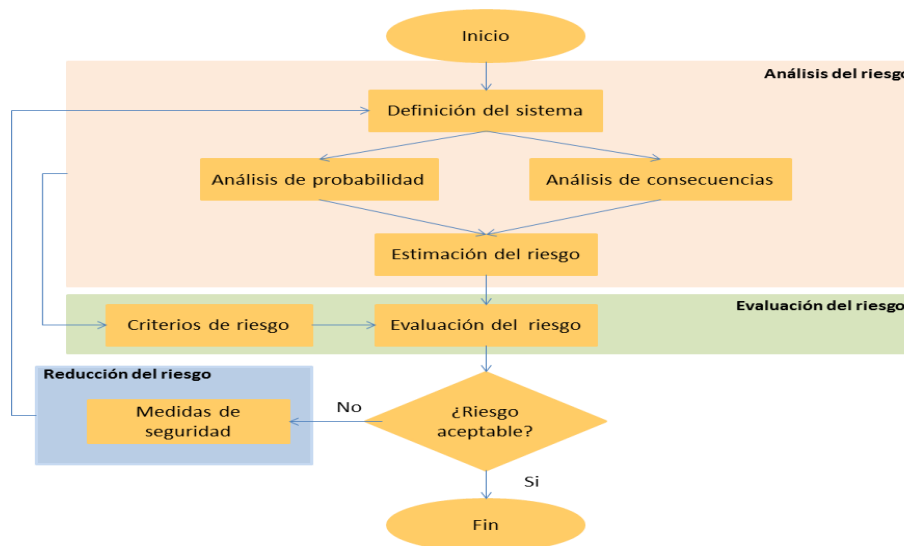 Inicio
Análisis del riesgo
Definición del sistema
Análisis de probabilidad
Análisis de consecuencias
Estimación del riesgo
Evaluación del riesgo
Criterios de riesgo
Evaluación del riesgo
Reducción del riesgo
Medidas de
seguridad
No
¿Riesgo
aceptable?
Si
Fin